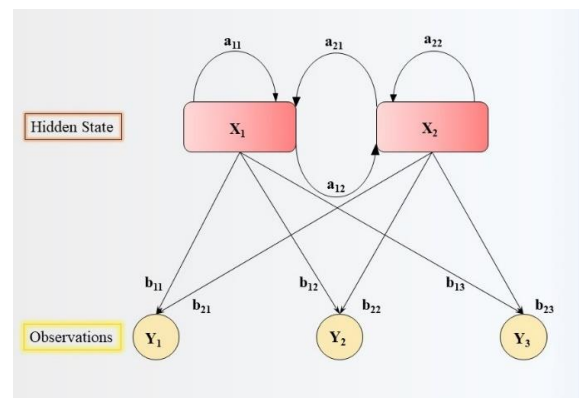 a₁₁ a₂₁ a₂₂
Hidden State X₁ X₂
a₁₂
b₁₁ b₂₁ b₁₂ b₂₂ b₁₃ b₂₃
Observations Y₁ Y₂ Y₃